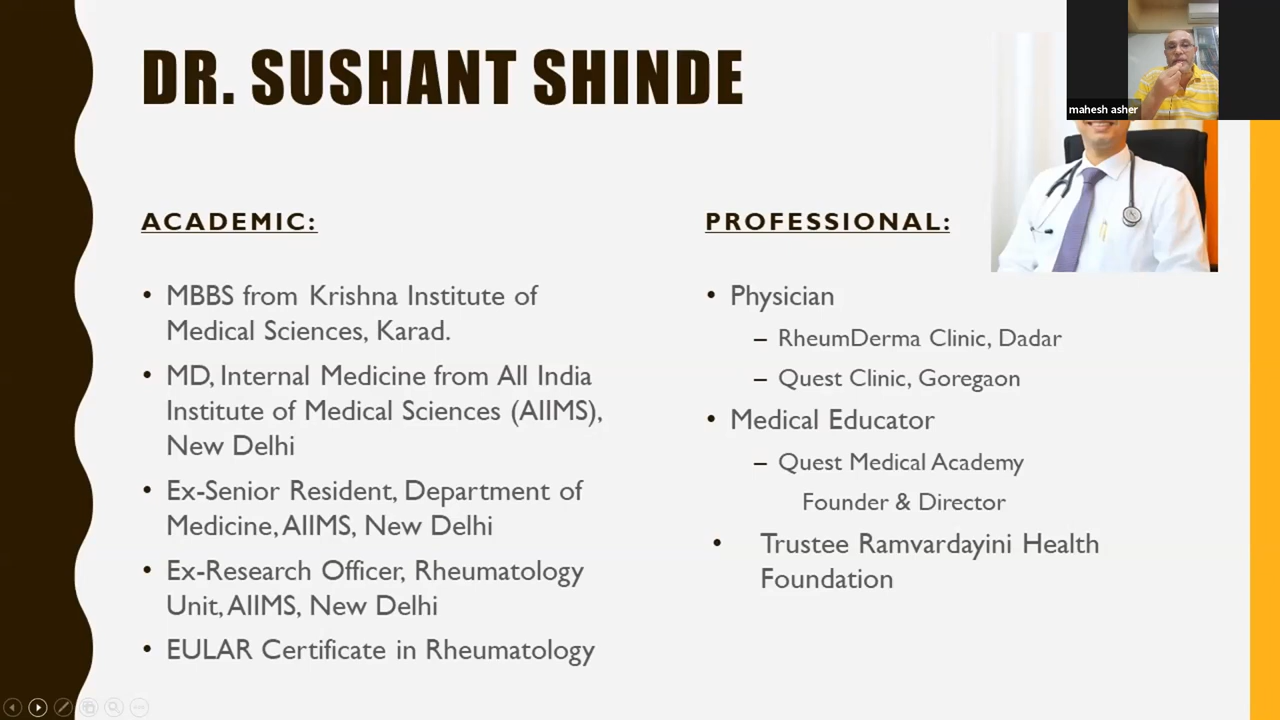 DR. SUSHANT SHINDE
mahesh asher
ACADEMIC:
• MBBS from Krishna Institute of
Medical Sciences, Karad.
• MD, Internal Medicine from All India
Institute of Medical Sciences (AIIMS),
New Delhi
• Ex-Senior Resident, Department of
Medicine, AIIMS, New Delhi
• Ex-Research Officer, Rheumatology
Unit, AIIMS, New Delhi
• EULAR Certificate in Rheumatology
PROFESSIONAL:
• Physician
– RheumDerma Clinic, Dadar
– Quest Clinic, Goregaon
• Medical Educator
– Quest Medical Academy
Founder & Director
• Trustee Ramvardayini Health
Foundation